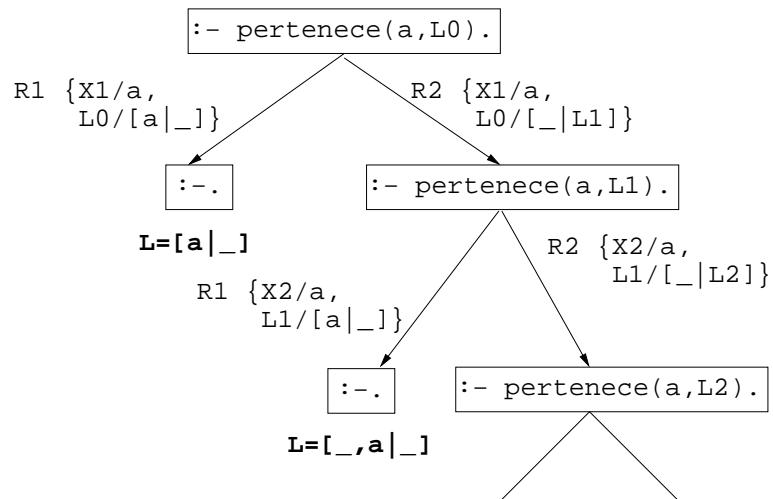 :- pertenece(a,L0).
R1 {X1/a,
L0/[a|_]}
R2 {X1/a,
L0/[_|L1]}
:-.
L=[a|_]
:- pertenece(a,L1).
R1 {X2/a,
L1/[a|_]}
R2 {X2/a,
L1/[_|L2]}
:-.
L=[_,a|_]
:- pertenece(a,L2).